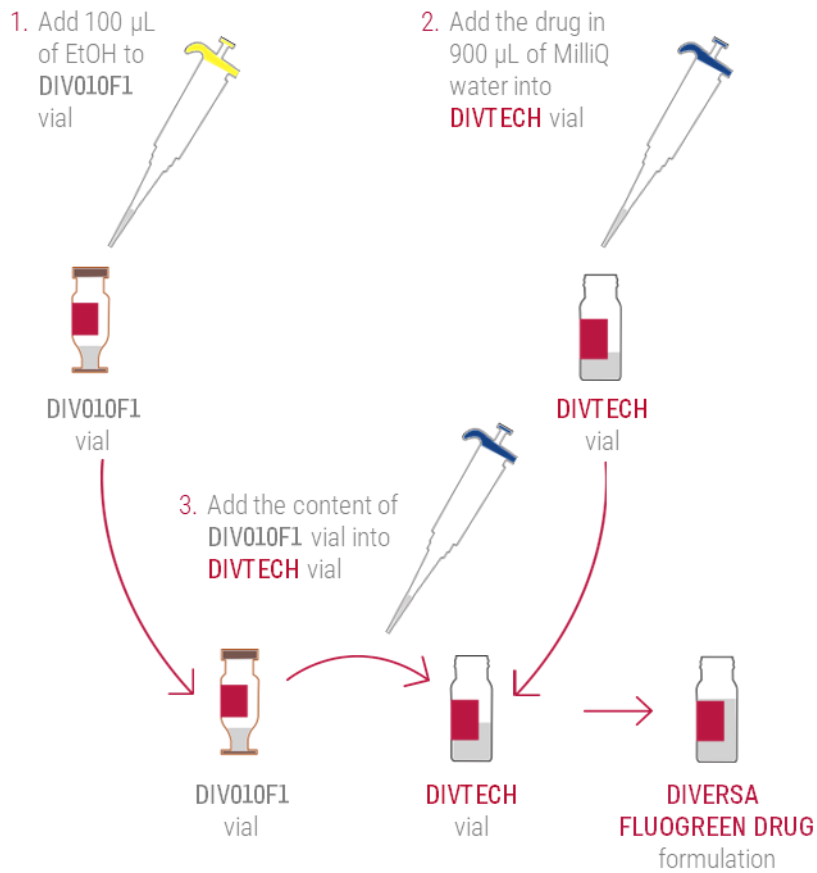 1. Add 100 µL
of EtOH to
DIV010F1
vial
2. Add the drug in
900 µL of MilliQ
water into
DIVTECH vial
DIV010F1
vial
DIVTECH
vial
3. Add the content of
DIV010F1 vial into
DIVTECH vial
DIV010F1
vial
DIVTECH
vial
DIVERSA
FLUOGREEN DRUG
formulation